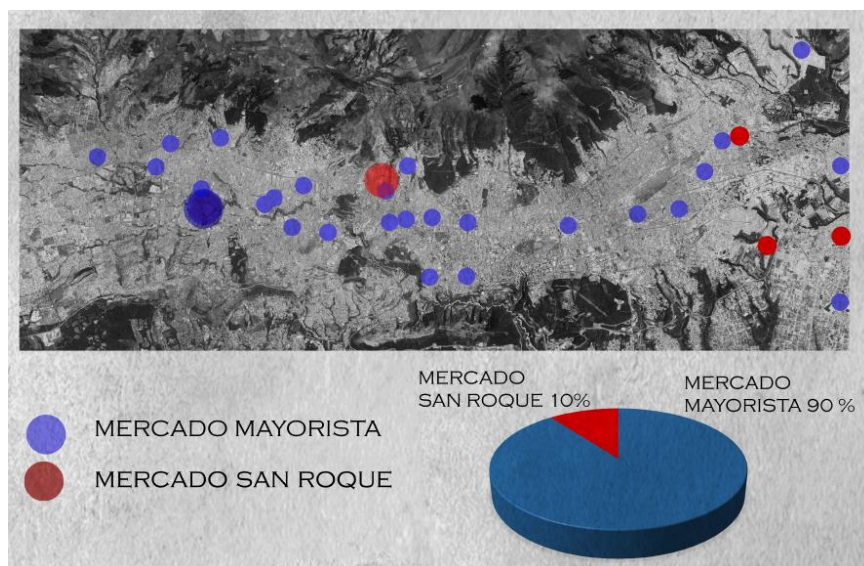 MERCADO
SAN ROQUE 10%
MERCADO
MAYORISTA 90 %
MERCADO MAYORISTA
MERCADO SAN ROQUE